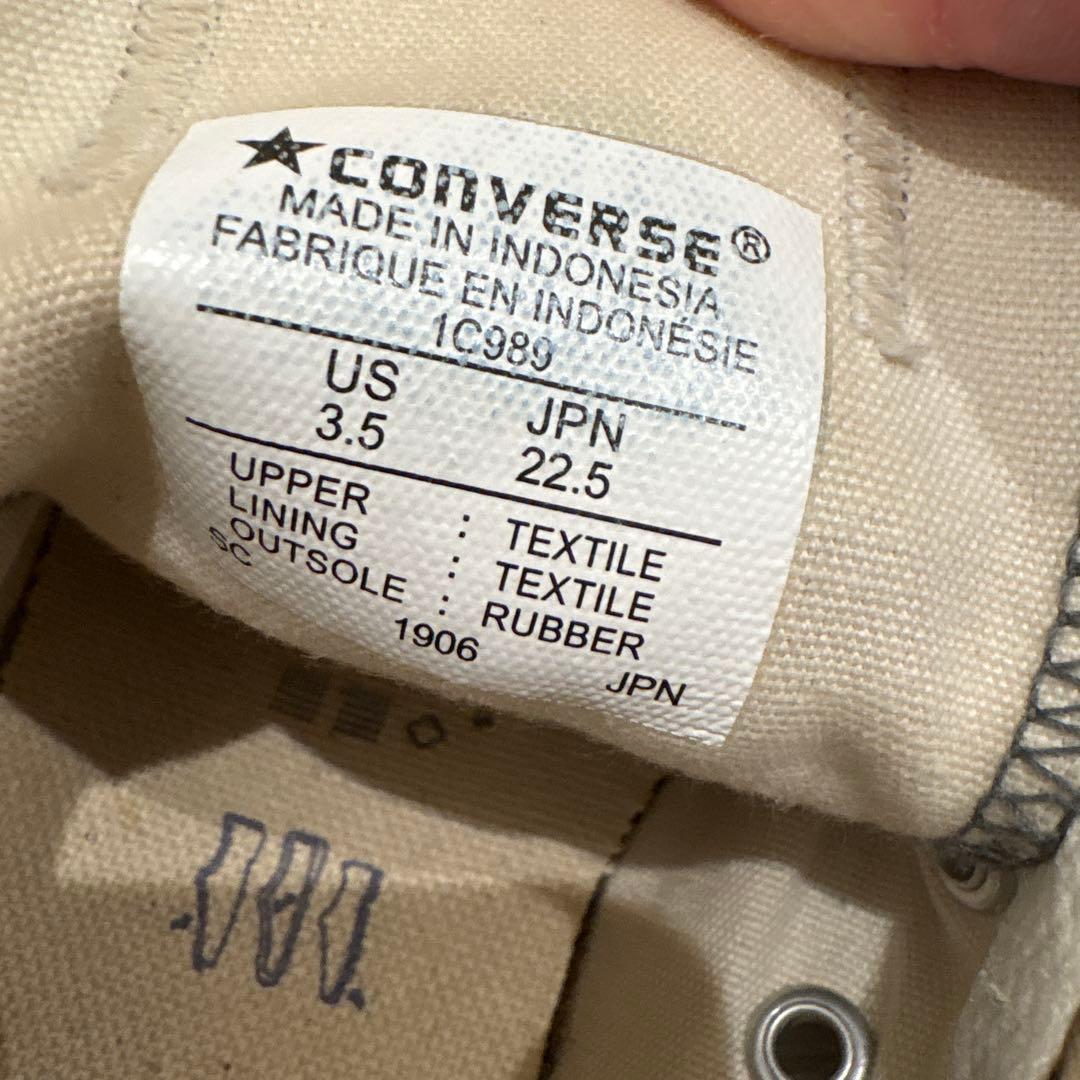 ★CONVERSE®
MADE IN INDONESIA
FABRIQUE EN INDONÉSIE
1C989
US JPN
3.5 22.5
UPPER : TEXTILE
LINING : TEXTILE
OUTSOLE : RUBBER
SC 1906 JPN